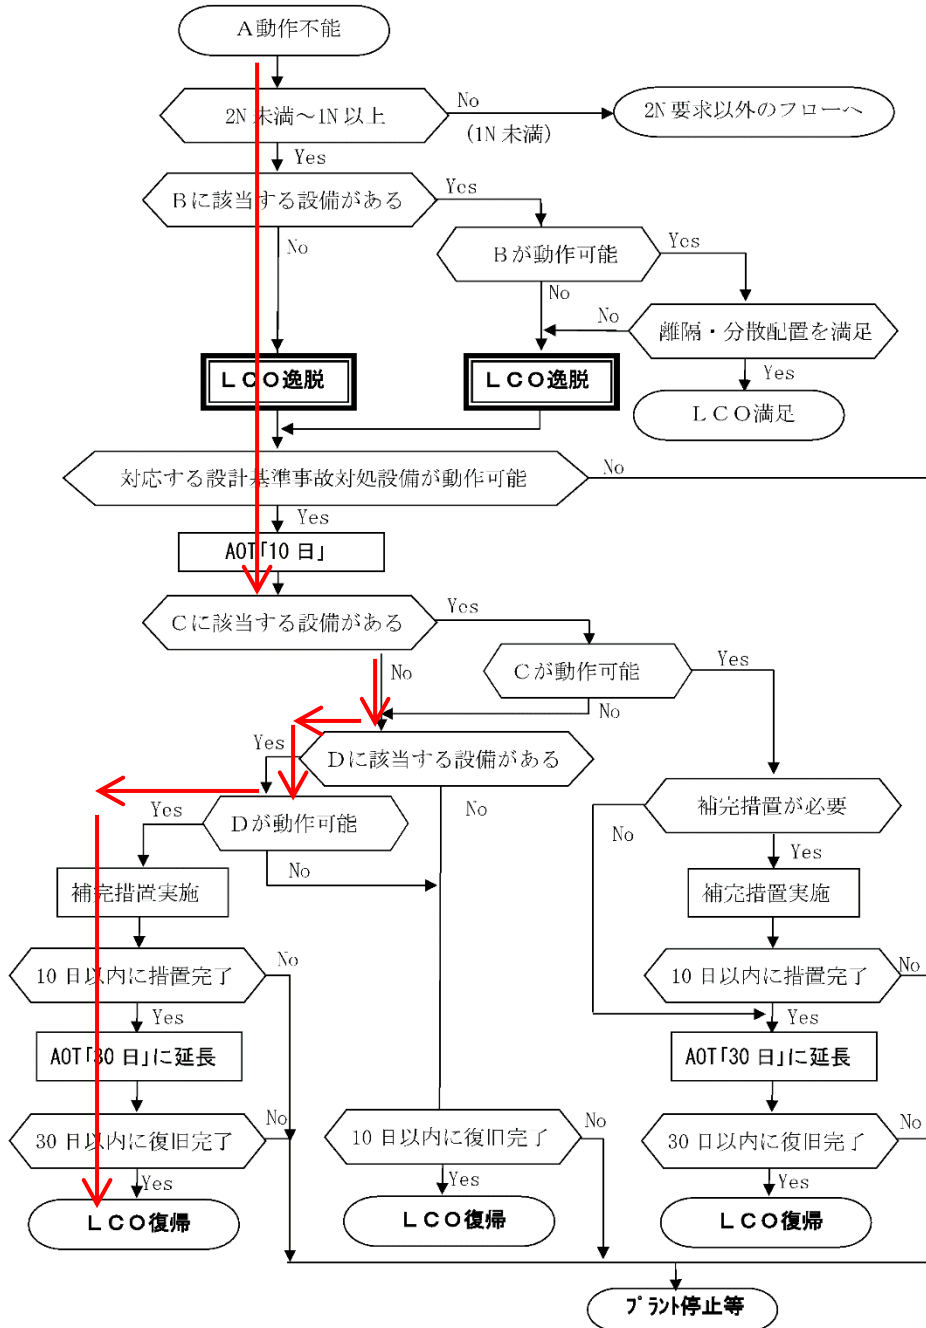 A動作不能
2N未満～1N以上
No
(1N未満)
2N要求以外のフローへ
Yes
Bに該当する設備がある
Yes
No
Bが動作可能
Yes
No
離隔・分散配置を満足
No
Yes
LCO逸脱
LCO逸脱
LCO満足
対応する設計基準事故対処設備が動作可能
No
Yes
AOT「10日」
Cに該当する設備がある
Yes
No
Cが動作可能
Yes
No
Dに該当する設備がある
Yes
No
Dが動作可能
Yes
No
補完措置が必要
No
Yes
補完措置実施
補完措置実施
10日以内に措置完了
No
Yes
10日以内に措置完了
No
Yes
AOT「30日」に延長
AOT「30日」に延長
30日以内に復旧完了
No
Yes
10日以内に復旧完了
No
Yes
30日以内に復旧完了
No
Yes
LCO復帰
LCO復帰
LCO復帰
プラント停止等